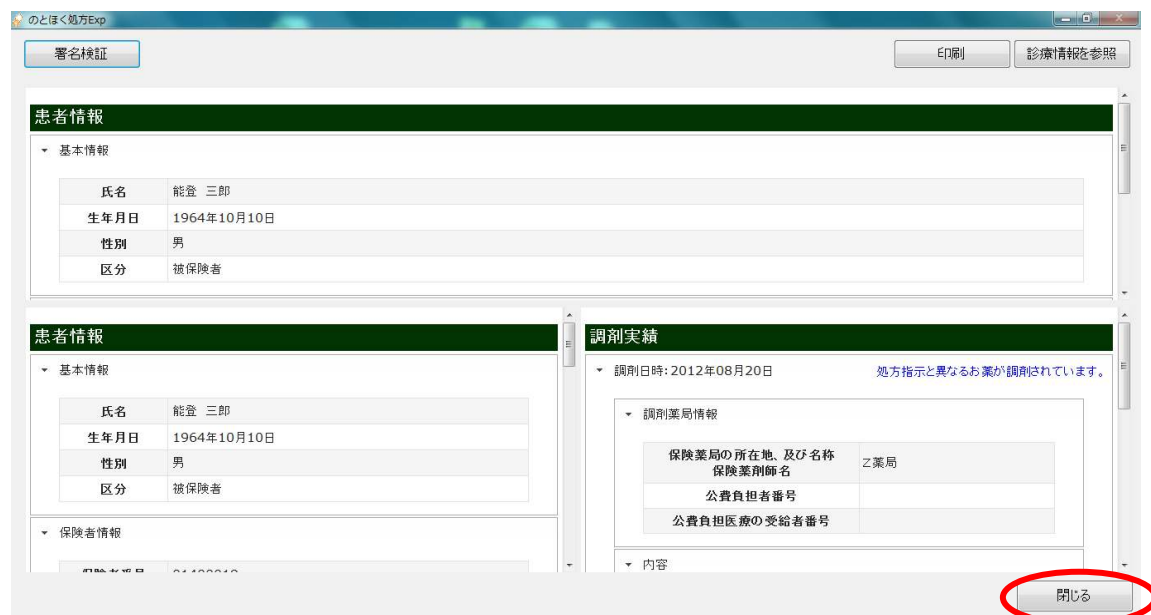 のとほく処方Exp
署名検証
印刷
診療情報を参照
患者情報
基本情報
氏名 能登 三郎
生年月日 1964年10月10日
性別 男
区分 被保険者
患者情報
基本情報
氏名 能登 三郎
生年月日 1964年10月10日
性別 男
区分 被保険者
保険者情報
調剤実績
調剤日時:2012年08月20日 処方指示と異なるお薬が調剤されています。
調剤薬局情報
保険薬局の所在地、及び名称
保険薬剤師名
Z薬局
公費負担者番号
公費負担医療の受給者番号
内容
閉じる